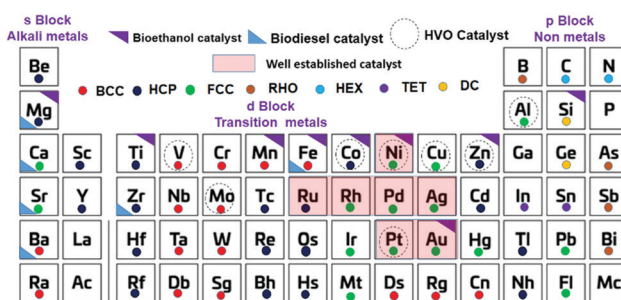 s Block
Alkali metals
p Block
Non metals
Bioethanol catalyst Biodiesel catalyst HVO Catalyst
Well established catalyst
BCC HCP FCC RHO HEX TET DC
d Block
Transition metals
Be B C N
Mg Al Si P
Ca Sc Ti V Cr Mn Fe Co Ni Cu Zn Ga Ge As
Sr Y Zr Nb Mo Tc Ru Rh Pd Ag Cd In Sn Sb
Ba La Hf Ta W Re Os Ir Pt Au Hg Tl Pb Bi
Ra Ac Rf Db Sg Bh Hs Mt Ds Rg Cn Nh Fl Mc